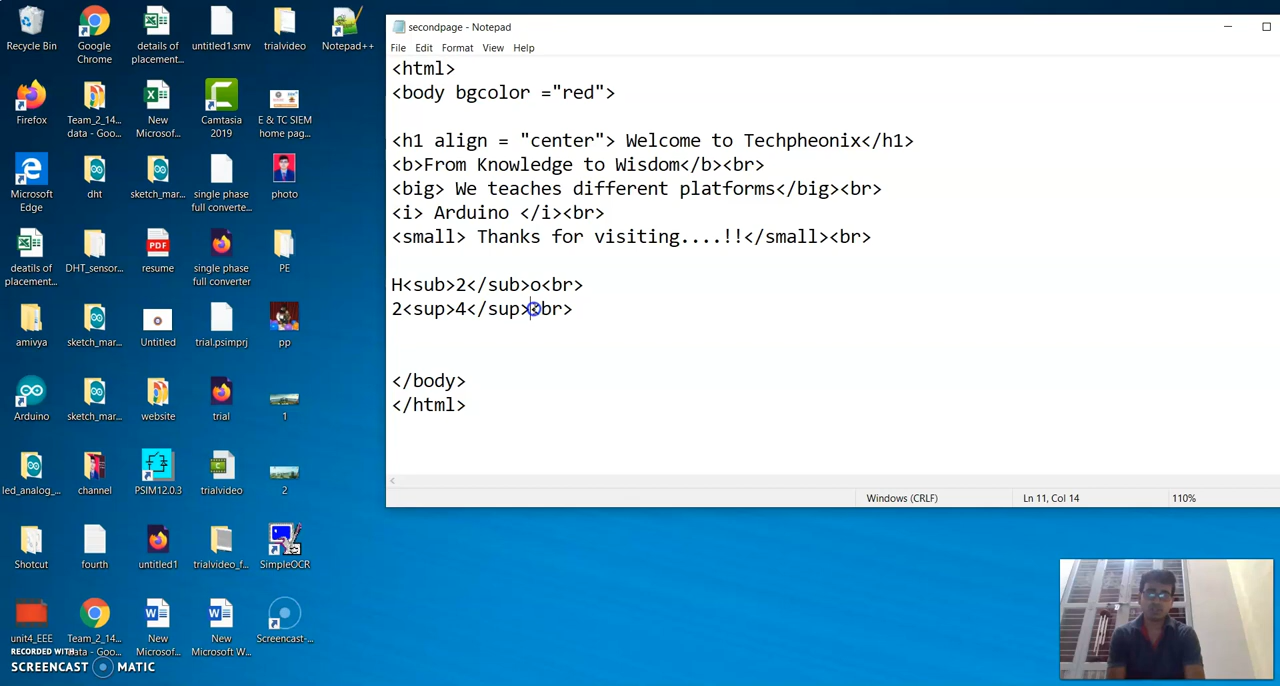 Recycle Bin
Google
Chrome
details of
placement...
untitled1.smv
trialvideo
Notepad++
Firefox
Team_2_14...
data - Goo...
New
Microsof...
Camtasia
2019
E & TC SIEM
home pag...
Microsoft
Edge
dht
sketch_mar...
single phase
full converte...
photo
deatils of
placement...
DHT_sensor...
resume
single phase
full converter
PE
amivya
sketch_mar...
Untitled
trial.psimprj
pp
Arduino
sketch_mar...
website
trial
1
led_analog_...
channel
PSIM12.0.3
trialvideo
2
Shotcut
fourth
untitled1
trialvideo_f...
SimpleOCR
unit4_EEE
Team_2_14...
data - Goo...
New
Microsof...
New
Microsoft W...
Screencast-...
RECORDED WITH
SCREENCAST MATIC
secondpage - Notepad
File Edit Format View Help
<html>
<body bgcolor ="red">
<h1 align = "center"> Welcome to Techpheonix</h1>
<b>From Knowledge to Wisdom</b><br>
<big> We teaches different platforms</big><br>
<i> Arduino </i><br>
<small> Thanks for visiting....!!</small><br>
H<sub>2</sub>o<br>
2<sup>4</sup><br>
</body>
</html>
Windows (CRLF) Ln 11, Col 14 110%